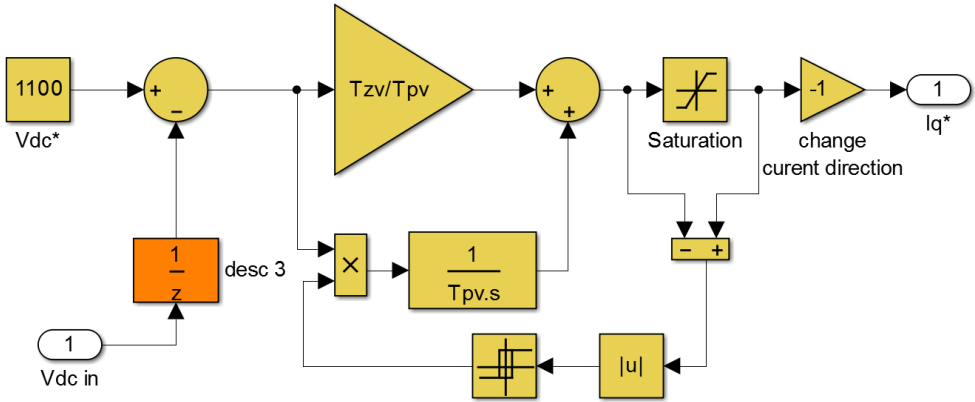 1100
Vdc*
+
−
Tzv/Tpv
+
+
Saturation
-1
change
curent direction
1
Iq*
1
z
desc 3
×
1
Tpv.s
− +
1
Vdc in
|u|